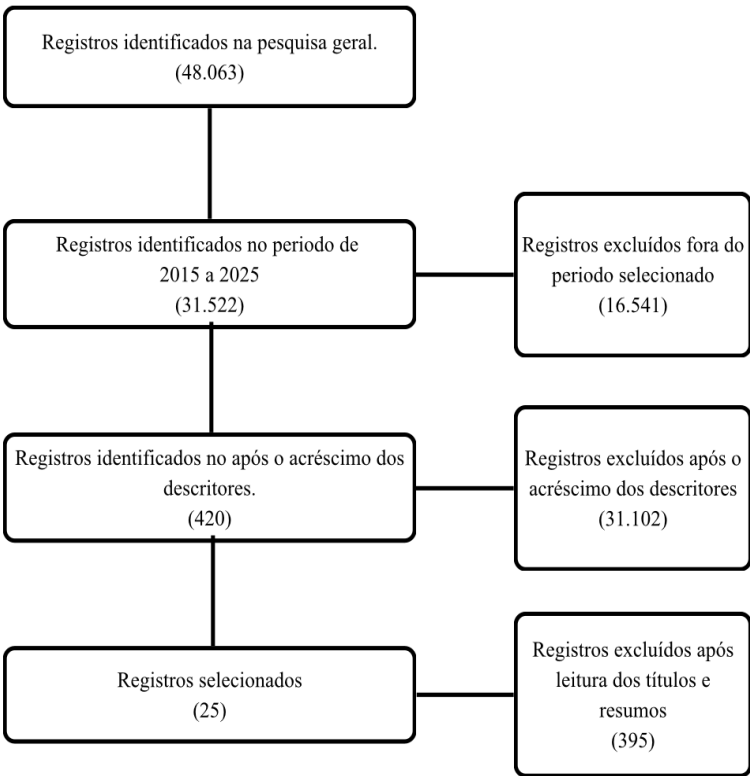 Registros identificados na pesquisa geral.
(48.063)
Registros identificados no periodo de
2015 a 2025
(31.522)
Registros excluídos fora do
periodo selecionado
(16.541)
Registros identificados no após o acréscimo dos
descritores.
(420)
Registros excluídos após o
acréscimo dos descritores
(31.102)
Registros selecionados
(25)
Registros excluídos após
leitura dos títulos e
resumos
(395)